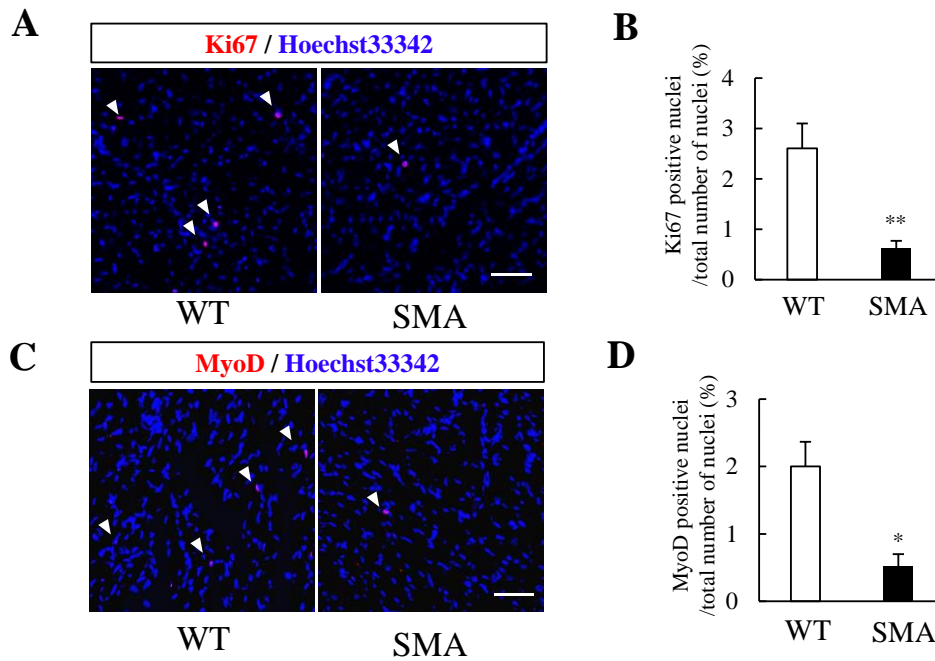 A
Ki67 / Hoechst33342
WT
SMA
B
Ki67 positive nuclei
/total number of nuclei (%)
4
3
2
1
0
**
WT
SMA
C
MyoD / Hoechst33342
WT
SMA
D
MyoD positive nuclei
/total number of nuclei (%)
3
2
1
0
*
WT
SMA